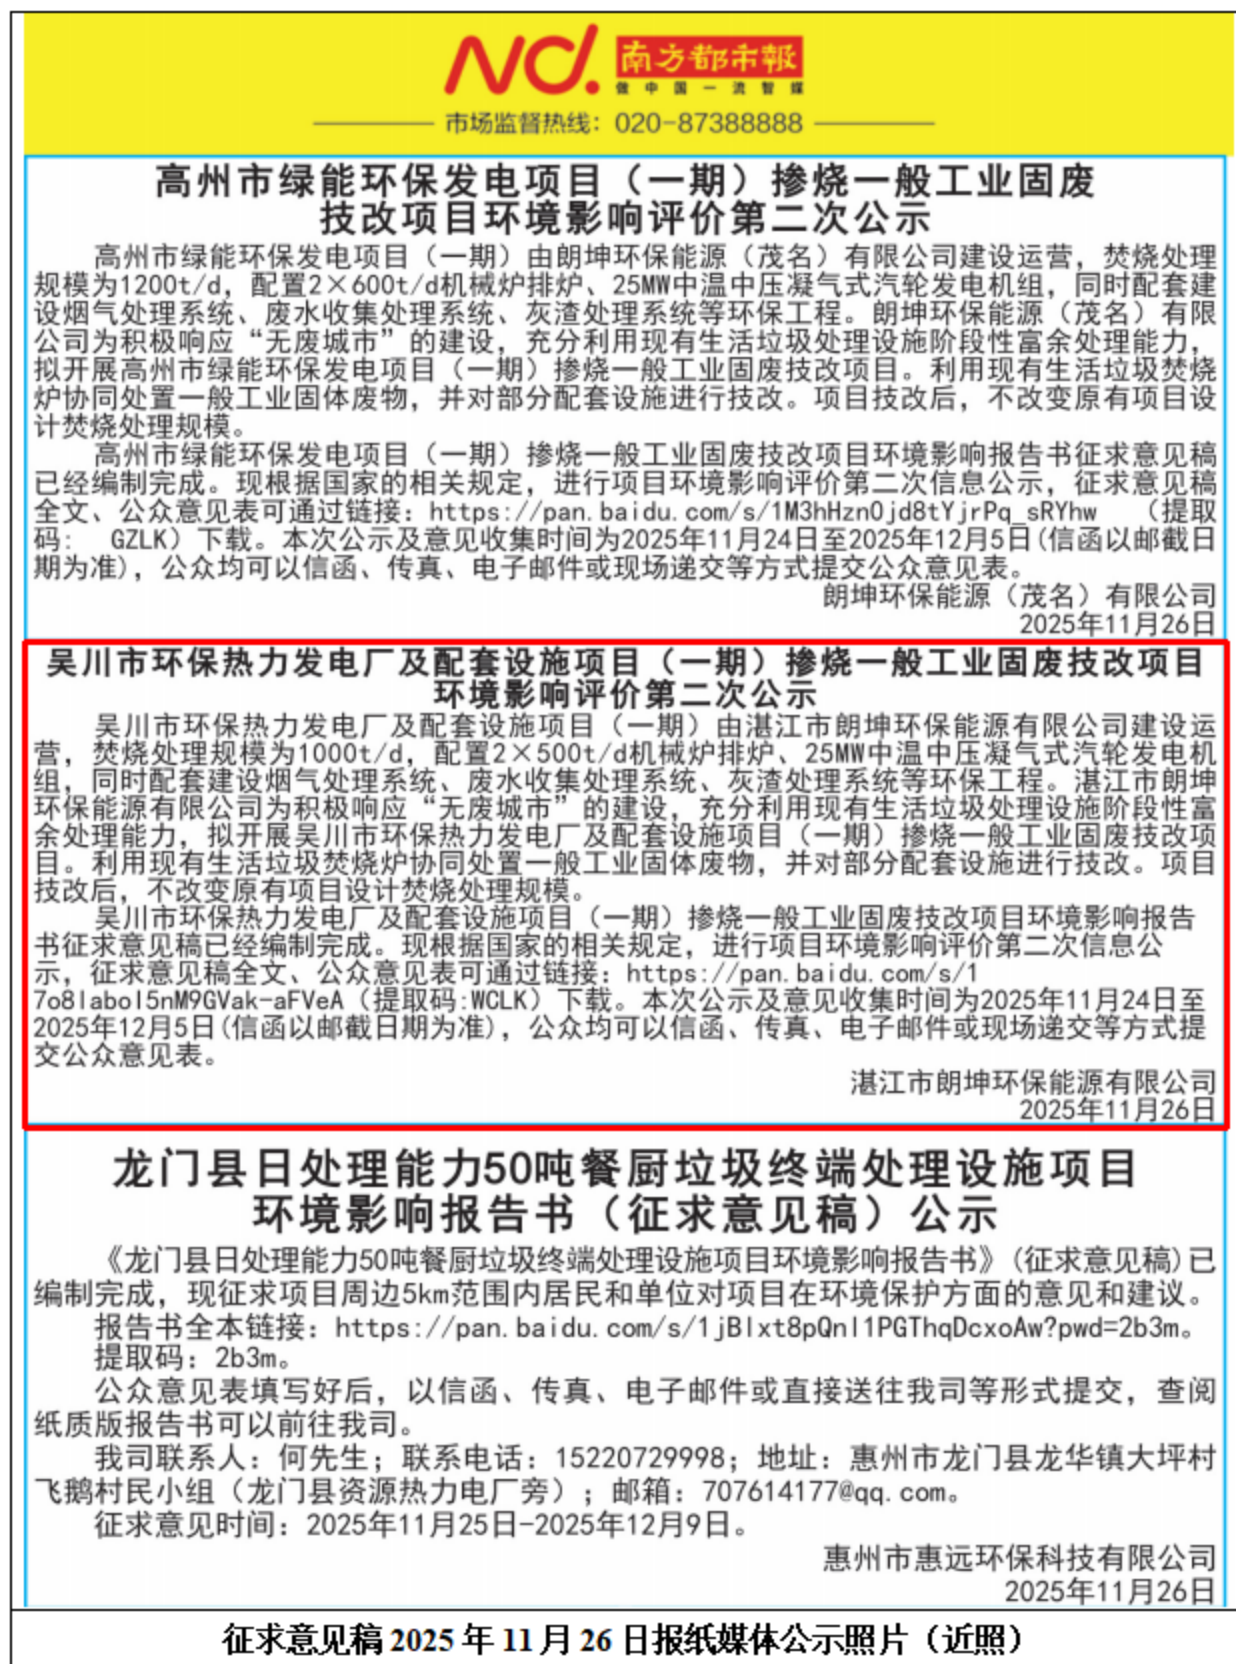 Nd.
南方都市報
做中国一流智媒
市场监督热线：020-87388888
高州市绿能环保发电项目（一期）掺烧一般工业固废
技改项目环境影响评价第二次公示
高州市绿能环保发电项目（一期）由朗坤环保能源（茂名）有限公司建设运营，焚烧处理
规模为1200t/d，配置2×600t/d机械炉排炉、25MW中温中压凝气式汽轮发电机组，同时配套建
设烟气处理系统、废水收集处理系统、灰渣处理系统等环保工程。朗坤环保能源（茂名）有限
公司为积极响应“无废城市”的建设，充分利用现有生活垃圾处理设施阶段性富余处理能力，
拟开展高州市绿能环保发电项目（一期）掺烧一般工业固废技改项目。利用现有生活垃圾焚烧
炉协同处置一般工业固体废物，并对部分配套设施进行技改。项目技改后，不改变原有项目设
计焚烧处理规模。
高州市绿能环保发电项目（一期）掺烧一般工业固废技改项目环境影响报告书征求意见稿
已经编制完成。现根据国家的相关规定，进行项目环境影响评价第二次信息公示，征求意见稿
全文、公众意见表可通过链接：https://pan.baidu.com/s/1M3hHzn0jd8tYjrPq_sRYhw （提取
码： GZLK）下载。本次公示及意见收集时间为2025年11月24日至2025年12月5日(信函以邮戳日
期为准)，公众均可以信函、传真、电子邮件或现场递交等方式提交公众意见表。
朗坤环保能源（茂名）有限公司
2025年11月26日
吴川市环保热力发电厂及配套设施项目（一期）掺烧一般工业固废技改项目
环境影响评价第二次公示
吴川市环保热力发电厂及配套设施项目（一期）由湛江市朗坤环保能源有限公司建设运
营，焚烧处理规模为1000t/d，配置2×500t/d机械炉排炉、25MW中温中压凝气式汽轮发电机
组，同时配套建设烟气处理系统、废水收集处理系统、灰渣处理系统等环保工程。湛江市朗坤
环保能源有限公司为积极响应“无废城市”的建设，充分利用现有生活垃圾处理设施阶段性富
余处理能力，拟开展吴川市环保热力发电厂及配套设施项目（一期）掺烧一般工业固废技改项
目。利用现有生活垃圾焚烧炉协同处置一般工业固体废物，并对部分配套设施进行技改。项目
技改后，不改变原有项目设计焚烧处理规模。
吴川市环保热力发电厂及配套设施项目（一期）掺烧一般工业固废技改项目环境影响报告
书征求意见稿已经编制完成。现根据国家的相关规定，进行项目环境影响评价第二次信息公
示，征求意见稿全文、公众意见表可通过链接：https://pan.baidu.com/s/1
7o8labol5nM9GVak-aFVeA（提取码:WCLK）下载。本次公示及意见收集时间为2025年11月24日至
2025年12月5日(信函以邮戳日期为准)，公众均可以信函、传真、电子邮件或现场递交等方式提
交公众意见表。
湛江市朗坤环保能源有限公司
2025年11月26日
龙门县日处理能力50吨餐厨垃圾终端处理设施项目
环境影响报告书（征求意见稿）公示
《龙门县日处理能力50吨餐厨垃圾终端处理设施项目环境影响报告书》(征求意见稿)已
编制完成，现征求项目周边5km范围内居民和单位对项目在环境保护方面的意见和建议。
报告书全本链接：https://pan.baidu.com/s/1jBlxt8pQnl1PGThqDcxoAw?pwd=2b3m。
提取码：2b3m。
公众意见表填写好后，以信函、传真、电子邮件或直接送往我司等形式提交，查阅
纸质版报告书可以前往我司。
我司联系人：何先生；联系电话：15220729998；地址：惠州市龙门县龙华镇大坪村
飞鹅村民小组（龙门县资源热力电厂旁）；邮箱：707614177@qq.com。
征求意见时间：2025年11月25日-2025年12月9日。
惠州市惠远环保科技有限公司
2025年11月26日
征求意见稿 2025 年 11 月 26 日报纸媒体公示照片（近照）